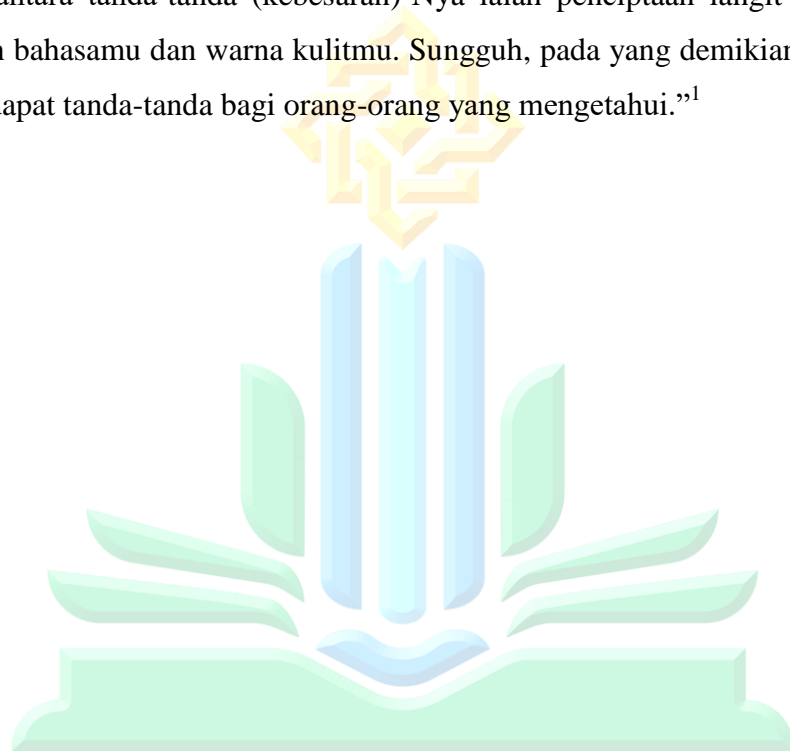 tanda-tanda (kebesaran)-Nya ialah penciptaan langit
bahasamu dan warna kulitmu. Sungguh, pada yang demikian
tanda-tanda bagi orang-orang yang mengetahui.”1